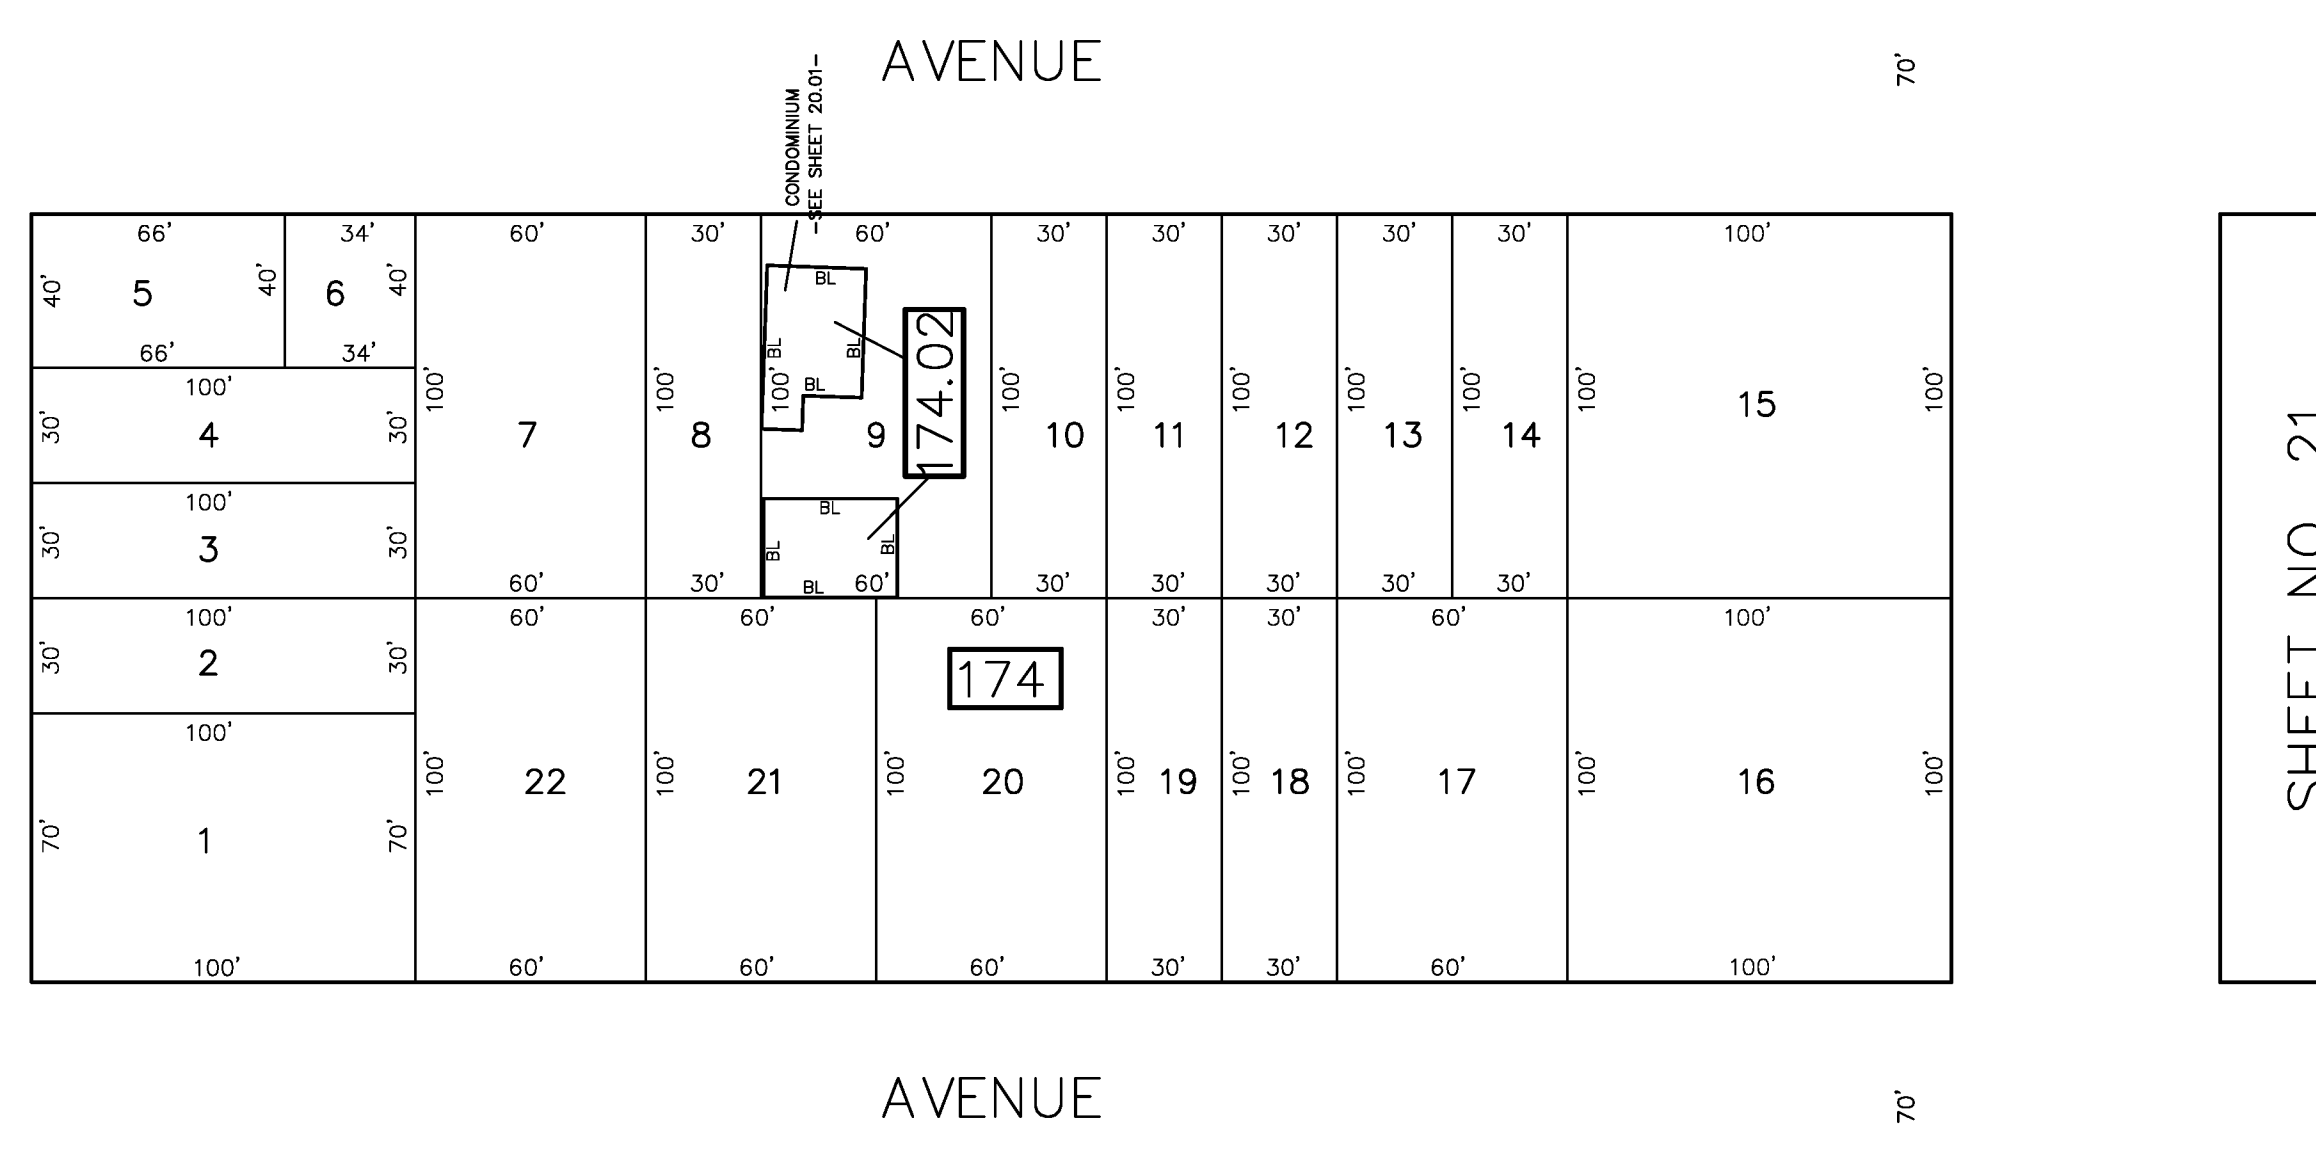 AVENUE
70'
CONDOMINIUM
-SEE SHEET 20.01-
66' 34' 60' 30' 60' 30' 30' 30' 30' 30' 100'
40' 5 40' 6 40'
BL
174.02
66' 34'
BL BL
100' 100' 100' 100' 100' 100' 100' 100' 100' 100' 100'
BL
15
30' 4 30' 7 8 9 10 11 12 13 14
100'
BL
30' 3 30'
BL BL
60' 30' BL 60' 30' 30' 30' 30' 30'
100' 60' 60' 60' 30' 30' 60' 100'
30' 2 30'
174
100'
100' 22 100' 21 100' 20 100' 19 100' 18 100' 17 100' 16 100'
70' 1 70'
100' 60' 60' 60' 30' 30' 60' 100'
SHEET NO 21
AVENUE
70'